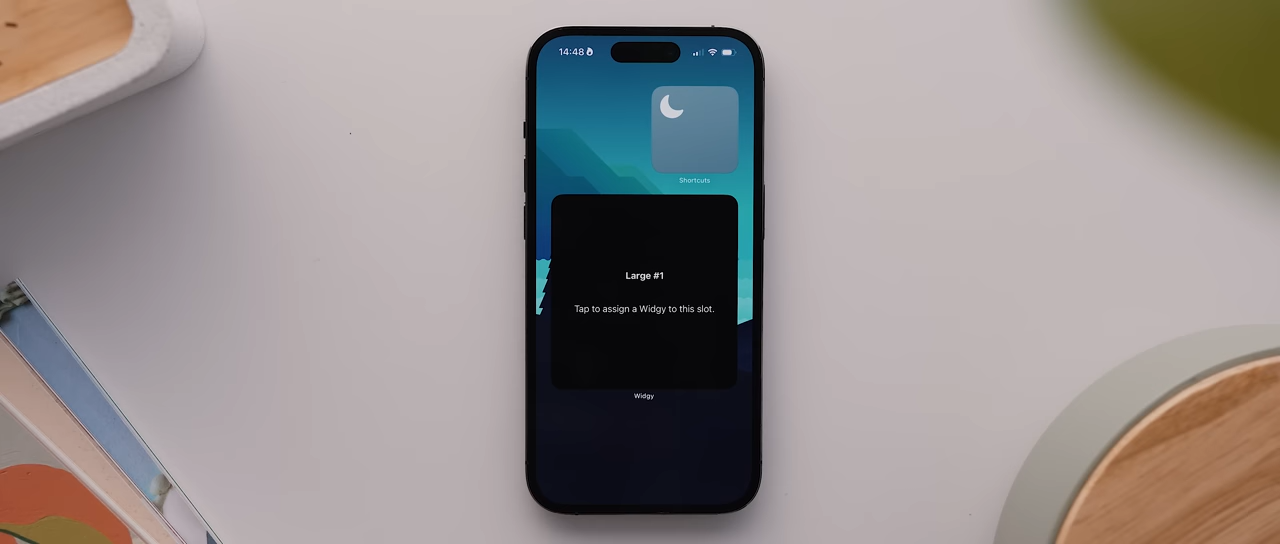 14:48
Shortcuts
Large #1
Tap to assign a Widgy to this slot.
Widgy